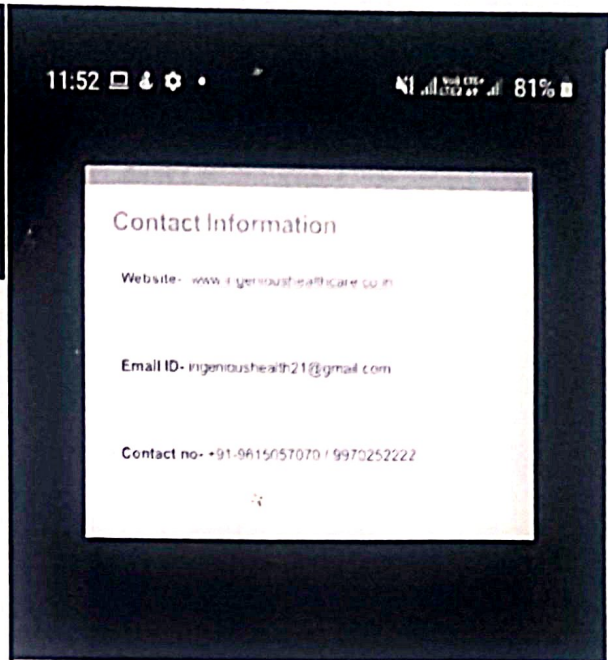 11:52
81%
Contact Information
Website- www.ingenioushealthcare.co.in
Email ID- ingenioushealth21@gmail.com
Contact no- +91-9615057070 / 9970252222